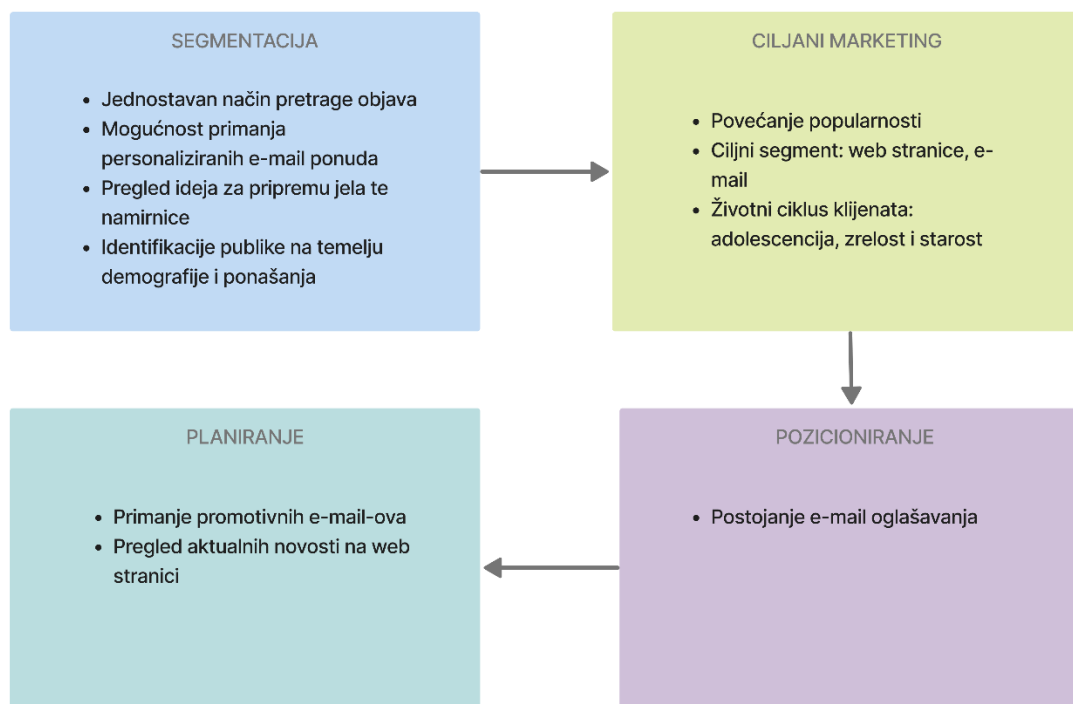 SEGMENTACIJA
• Jednostavan način pretrage objava
• Mogućnost primanja
personaliziranih e-mail ponuda
• Pregled ideja za pripremu jela te
namirnice
• Identifikacije publike na temelju
demografije i ponašanja
CILJANI MARKETING
• Povećanje popularnosti
• Ciljni segment: web stranice, e-
mail
• Životni ciklus klijenata:
adolescencija, zrelost i starost
POZICIONIRANJE
• Postojanje e-mail oglašavanja
PLANIRANJE
• Primanje promotivnih e-mail-ova
• Pregled aktualnih novosti na web
stranici